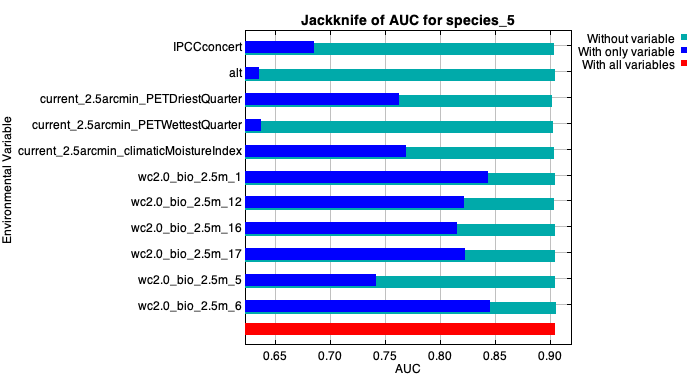 Jackknife of AUC for species_5
Without variable
With only variable
With all variables
Environmental Variable
IPCCconcert
alt
current_2.5arcmin_PETDriestQuarter
current_2.5arcmin_PETWettestQuarter
current_2.5arcmin_climaticMoistureIndex
wc2.0_bio_2.5m_1
wc2.0_bio_2.5m_12
wc2.0_bio_2.5m_16
wc2.0_bio_2.5m_17
wc2.0_bio_2.5m_5
wc2.0_bio_2.5m_6
0.65 0.70 0.75 0.80 0.85 0.90
AUC